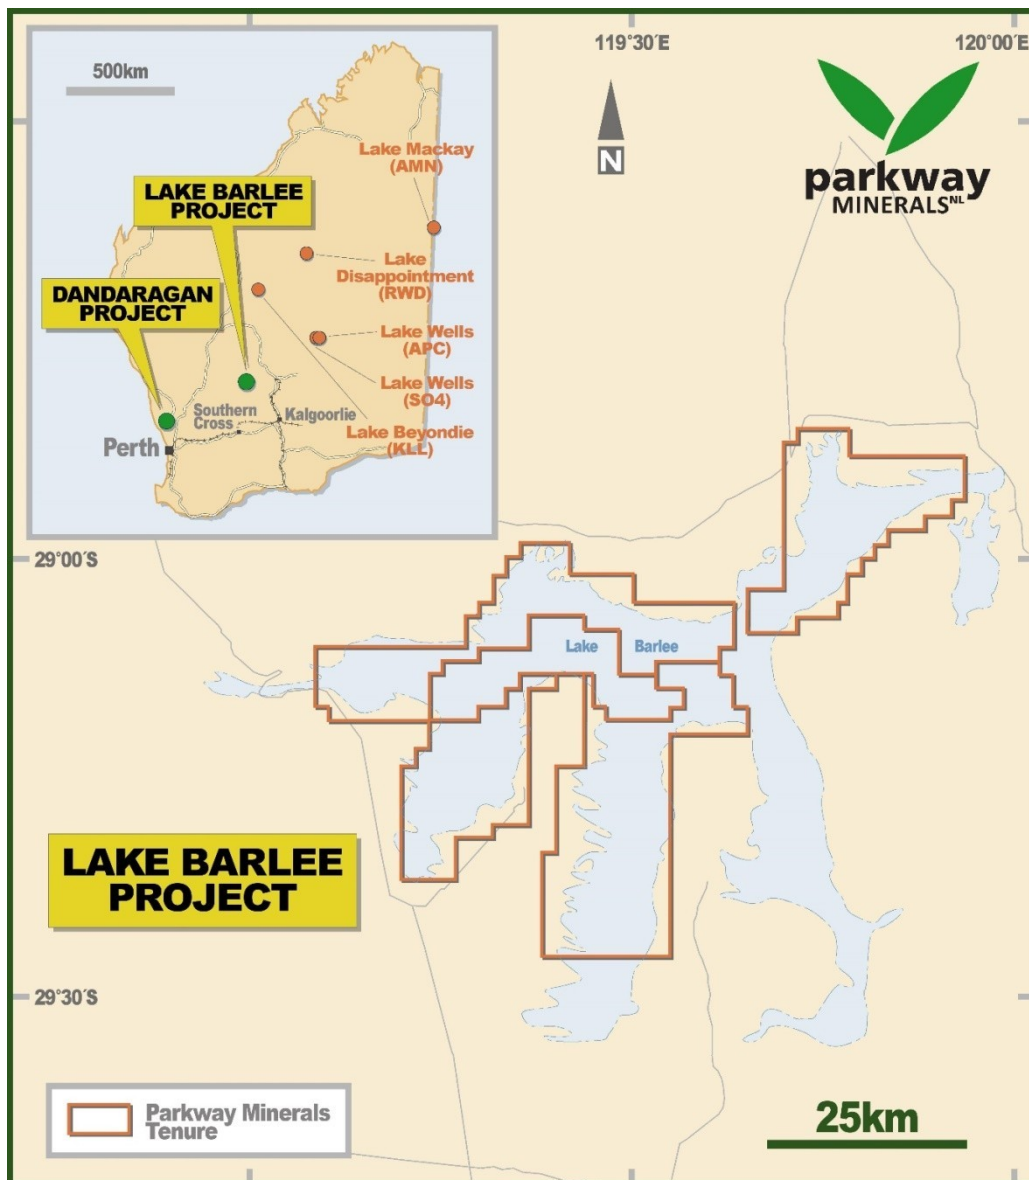 500km
119°30´E
120°00´E
N
parkway
MINERALS NL
Lake Mackay
(AMN)
LAKE BARLEE
PROJECT
Lake
Disappointment
(RWD)
DANDARAGAN
PROJECT
Lake Wells
(APC)
Lake Wells
(SO4)
Southern
Cross
Kalgoorlie
Lake Beyondie
(KLL)
Perth
29°00´S
Lake Barlee
LAKE BARLEE
PROJECT
29°30´S
Parkway Minerals
Tenure
25km